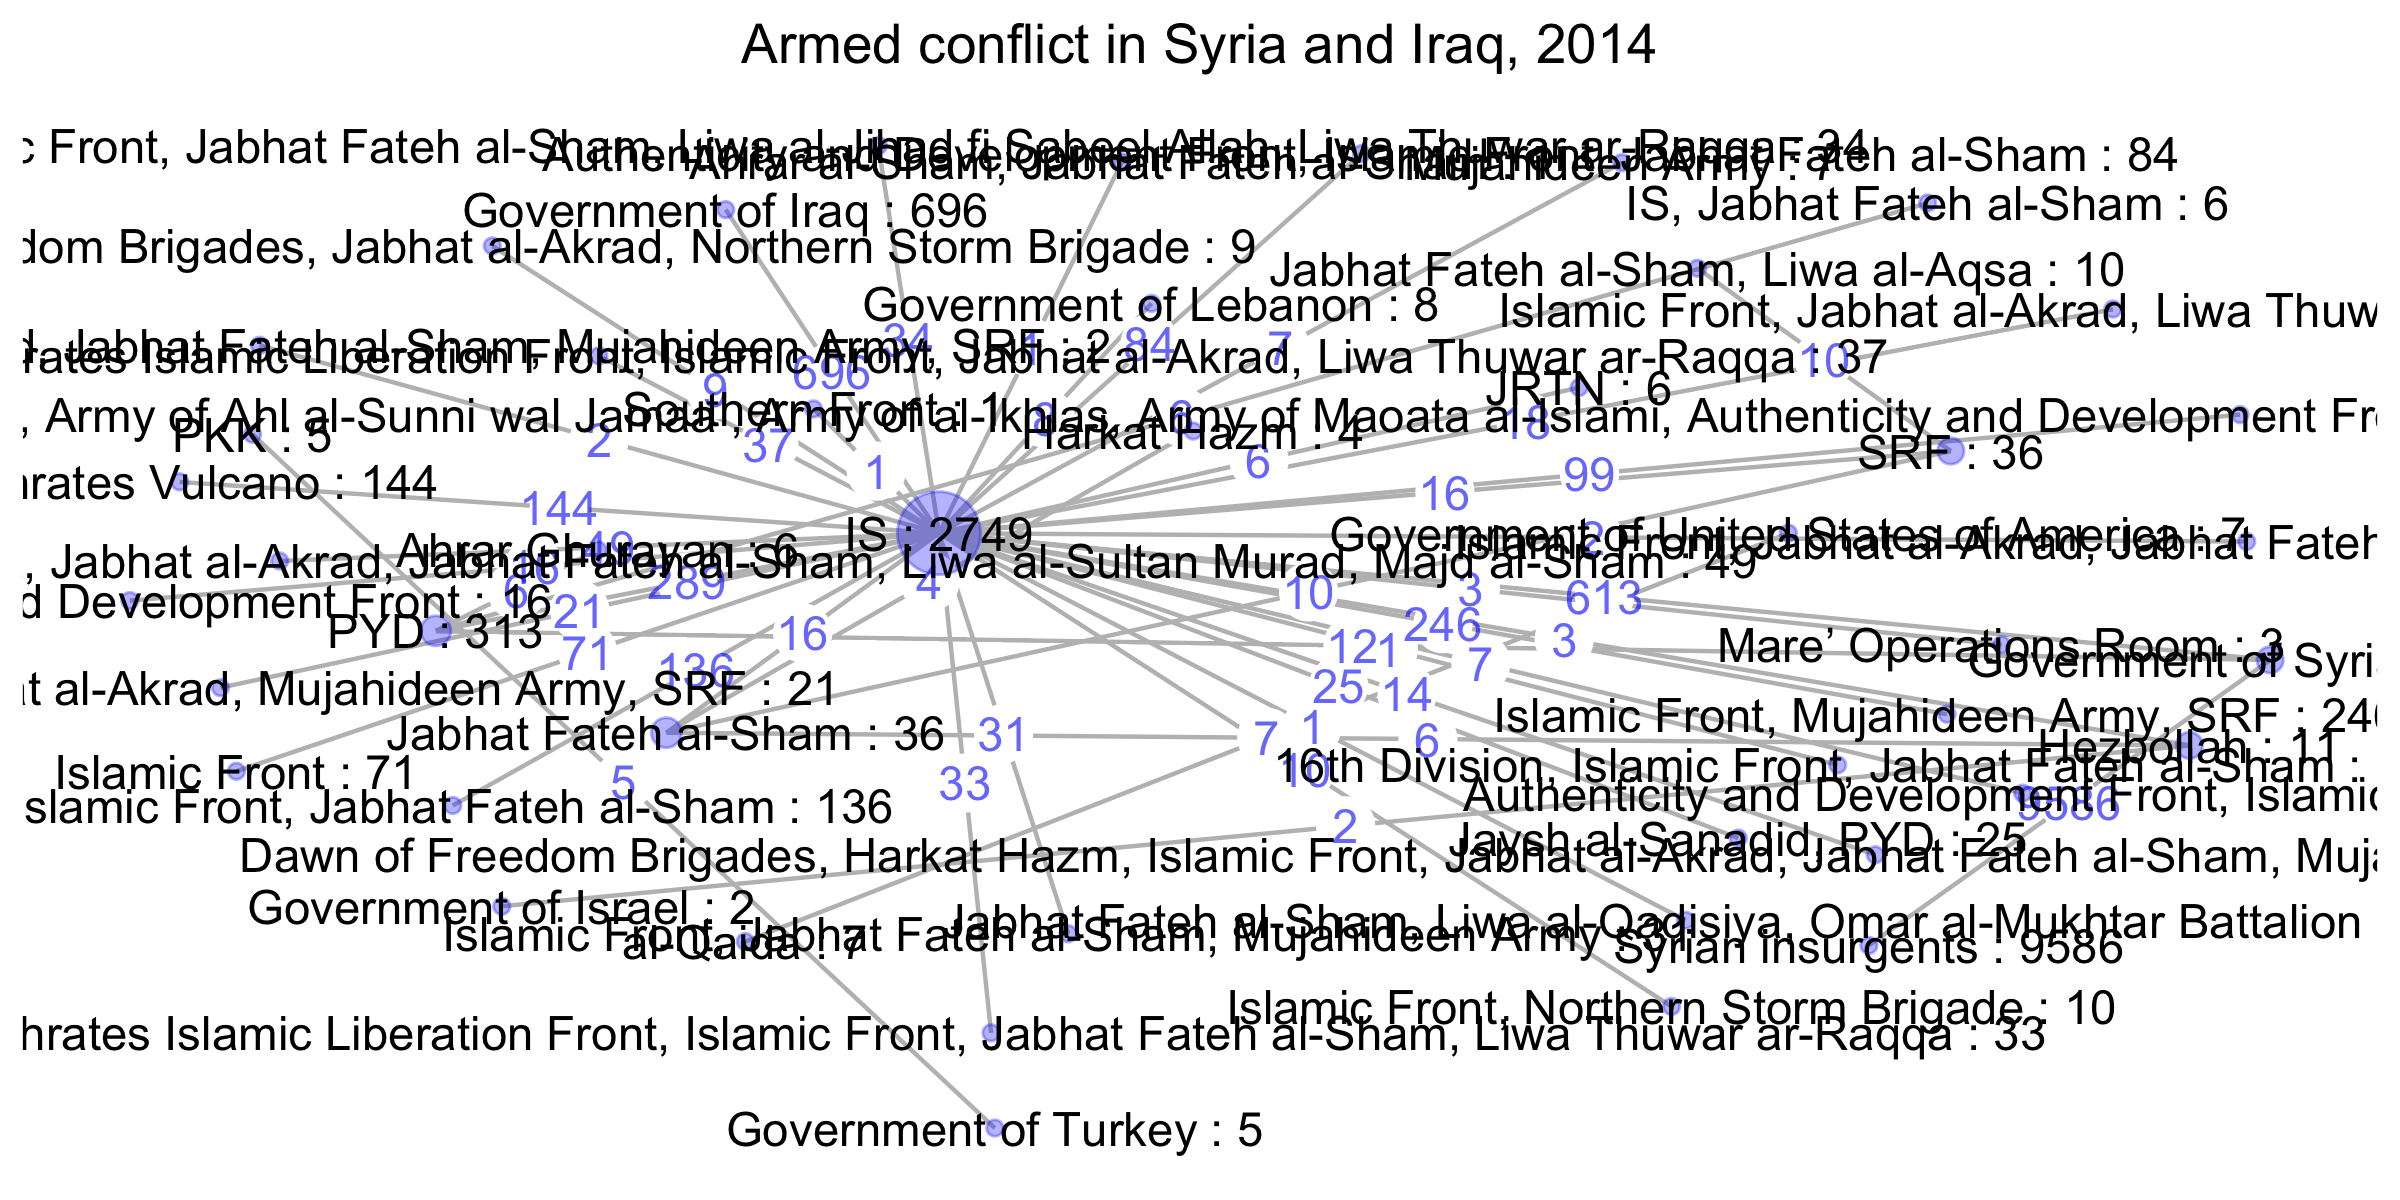 Armed conflict in Syria and Iraq, 2014
c Front, Jabhat Fateh al-Sham, Liwa al-Jihad fi Sabeel Allah, Liwa Thuwar ar-Raqqa : 34
Jabhat Fateh al-Sham : 84
Mujahideen Army : 7
IS, Jabhat Fateh al-Sham : 6
Government of Iraq : 696
dom Brigades, Jabhat al-Akrad, Northern Storm Brigade : 9
Jabhat Fateh al-Sham, Liwa al-Aqsa : 10
Government of Lebanon : 8
Islamic Front, Jabhat al-Akrad, Liwa Thuw
34
1
84
7
Jabhat Fateh al-Sham, Mujahideen Army, SRF : 2
rates Islamic Liberation Front, Islamic Front, Jabhat al-Akrad, Liwa Thuwar ar-Raqqa : 37
10
696
9
JRTN : 6
Southern Front : 1
, Army of Ahl al-Sunni wal Jamaa , Army of al-Ikhlas, Army of Maoata al-Islami, Authenticity and Development Fr
8
6
18
PKK : 5
2
37
Harkat Hazm : 4
SRF : 36
1
6
99
rates Vulcano : 144
16
144
IS : 2749
Government of United States of America : 7
2
Islamic Front, Jabhat al-Akrad, Jabhat Fateh
Ahrar Ghurayan : 6
49
, Jabhat al-Akrad, Jabhat Fateh al-Sham, Liwa al-Sultan Murad, Majd al-Sham : 49
16
6
289
4
10
3
613
d Development Front : 16
21
PYD : 313
16
246
3
71
121
Mare’ Operations Room : 3
Government of Syri
7
136
at al-Akrad, Mujahideen Army, SRF : 21
25
14
Islamic Front, Mujahideen Army, SRF : 246
Jabhat Fateh al-Sham : 36
31
7
1
6
Hezbollah : 11
Islamic Front : 71
10
16th Division, Islamic Front, Jabhat Fateh al-Sham :
5
33
slamic Front, Jabhat Fateh al-Sham : 136
Authenticity and Development Front, Islamic
9586
2
Jaysh al-Sanadid, PYD : 25
Dawn of Freedom Brigades, Harkat Hazm, Islamic Front, Jabhat al-Akrad, Jabhat Fateh al-Sham, Muja
Government of Israel : 2
Jabhat Fateh al-Sham, Liwa al-Qadisiya, Omar al-Mukhtar Battalion
Islamic Front, Jabhat Fateh al-Sham, Mujahideen Army : 31
al-Qaida : 7
Syrian insurgents : 9586
Islamic Front, Northern Storm Brigade : 10
hrates Islamic Liberation Front, Islamic Front, Jabhat Fateh al-Sham, Liwa Thuwar ar-Raqqa : 33
Government of Turkey : 5